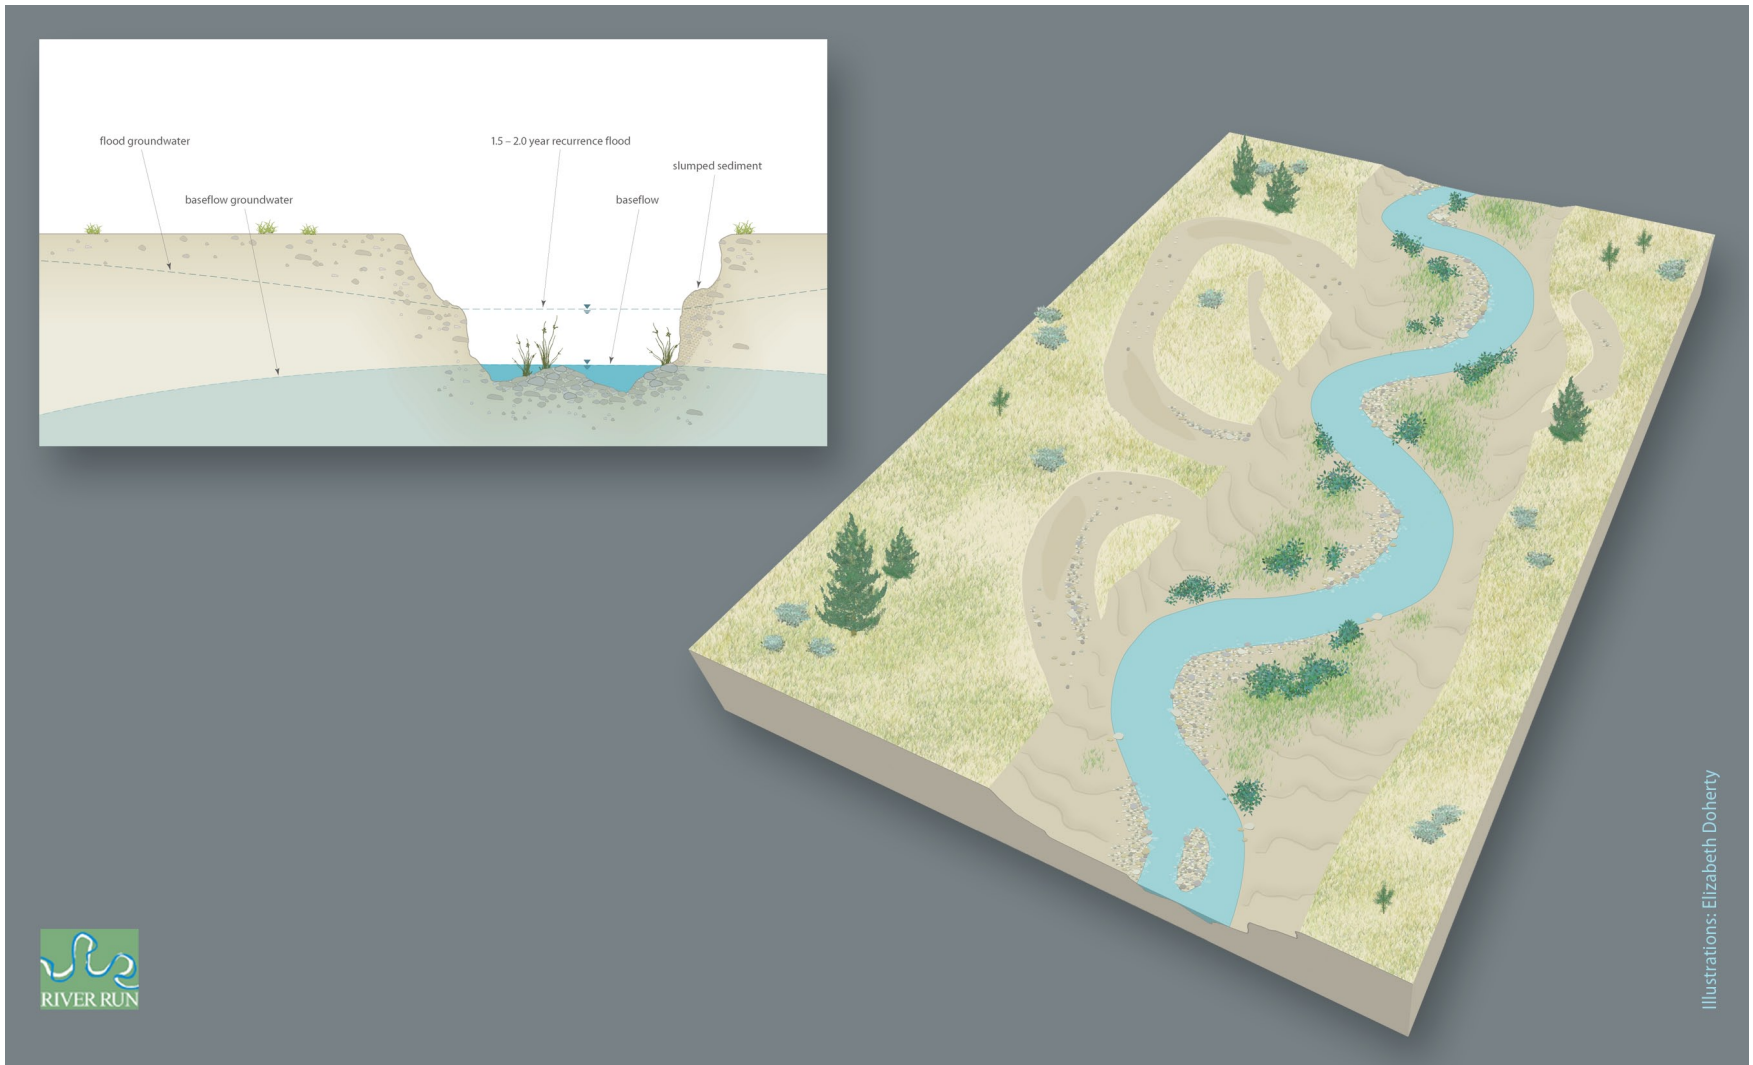 flood groundwater
1.5 – 2.0 year recurrence flood
slumped sediment
baseflow groundwater
baseflow
RIVER RUN
Illustrations: Elizabeth Doherty